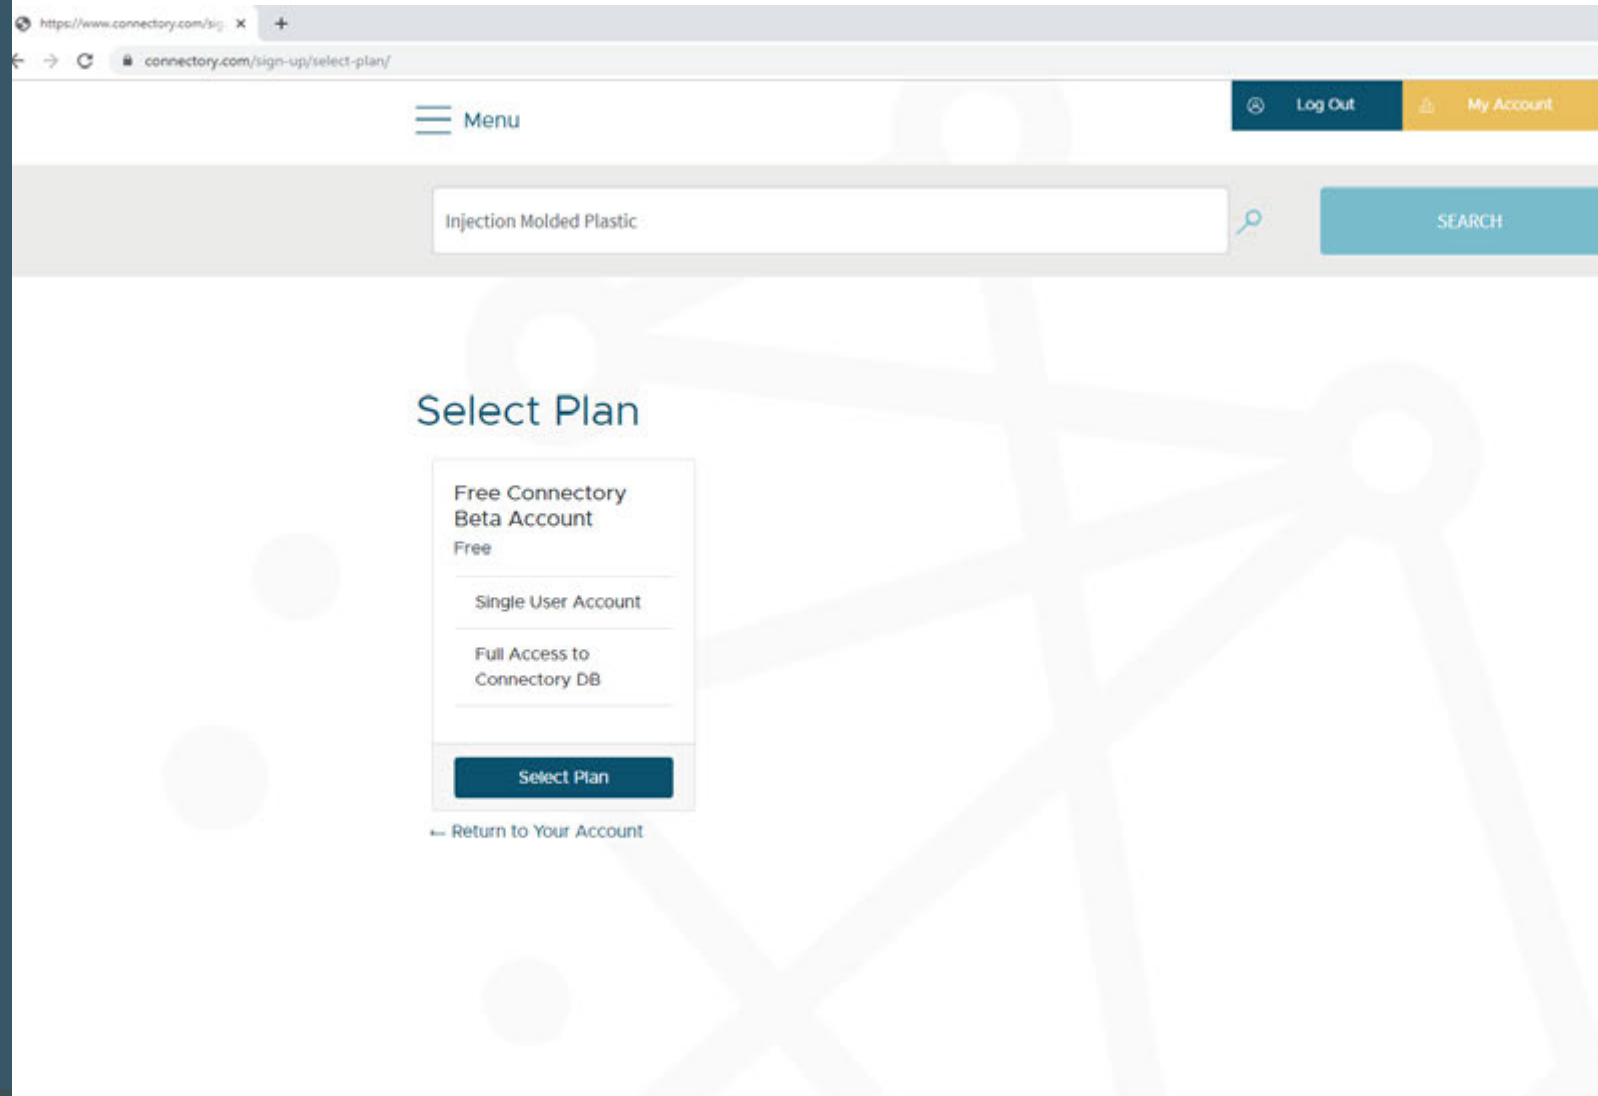 https://www.connectory.com/sig
connectory.com/sign-up/select-plan/
Menu
Log Out
My Account
Injection Molded Plastic
SEARCH
Select Plan
Free Connectory
Beta Account
Free
Single User Account
Full Access to
Connectory DB
Select Plan
← Return to Your Account